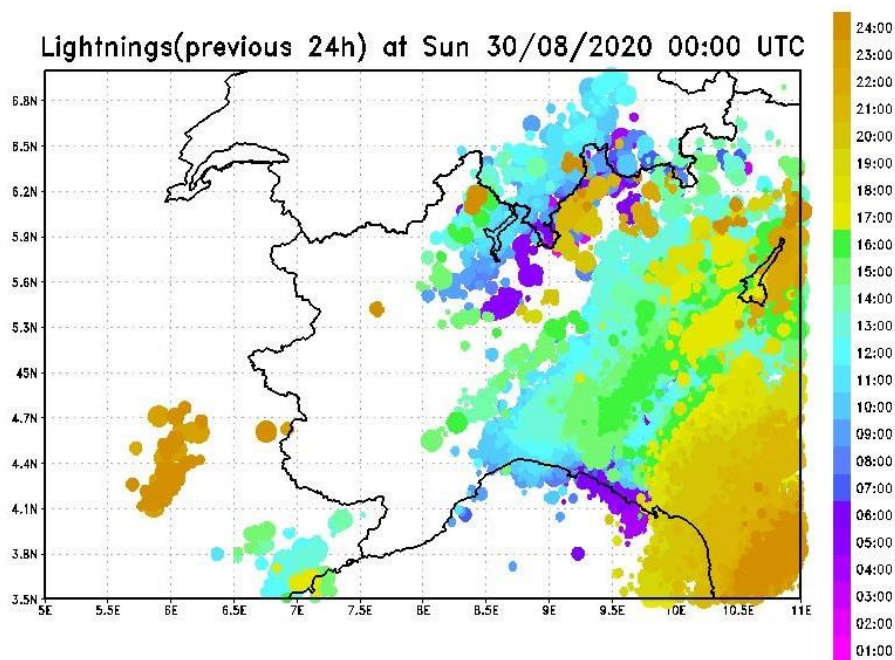 Lightnings(previous 24h) at Sun 30/08/2020 00:00 UTC
6.8N
6.5N
6.2N
5.9N
5.6N
5.3N
45N
4.7N
4.4N
4.1N
3.8N
3.5N
5E
5.5E
6E
6.5E
7E
7.5E
8E
8.5E
9E
9.5E
10E
10.5E
11E
24:00
23:00
22:00
21:00
20:00
19:00
18:00
17:00
16:00
15:00
14:00
13:00
12:00
11:00
10:00
09:00
08:00
07:00
06:00
05:00
04:00
03:00
02:00
01:00